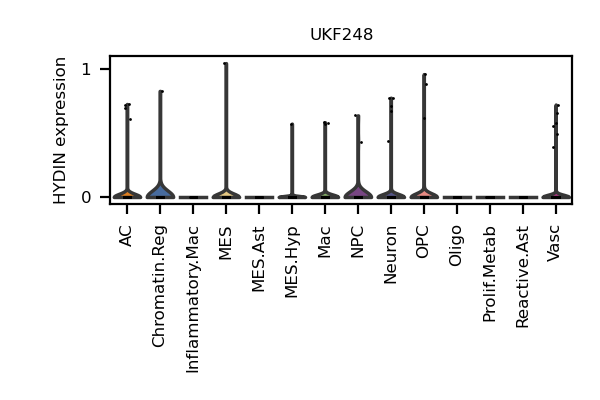 UKF248
HYDIN expression
1
0
AC
Chromatin.Reg
Inflammatory.Mac
MES
MES.Ast
MES.Hyp
Mac
NPC
Neuron
OPC
Oligo
Prolif.Metab
Reactive.Ast
Vasc